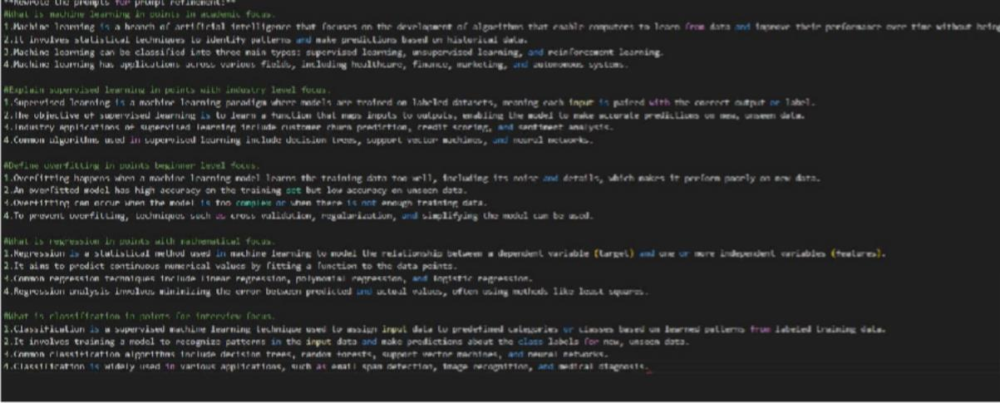 "Rewrote the prompts for prompt refinement:"
#What is machine learning in points in academic focus.
1.Machine learning is a branch of artificial intelligence that focuses on the development of algorithms that enable computers to learn from data and improve their performance over time without being
2.It involves statistical techniques to identify patterns and make predictions based on historical data.
3.Machine learning can be classified into three main types: supervised learning, unsupervised learning, and reinforcement learning.
4.Machine learning has applications across various fields, including healthcare, finance, marketing, and autonomous systems.
#Explain supervised learning in points with industry level focus.
1.Supervised learning is a machine learning paradigm where models are trained on labeled datasets, meaning each input is paired with the correct output or label.
2.The objective of supervised learning is to learn a function that maps inputs to outputs, enabling the model to make accurate predictions on new, unseen data.
3.Industry applications of supervised learning include customer churn prediction, credit scoring, and sentiment analysis.
4.Common algorithms used in supervised learning include decision trees, support vector machines, and neural networks.
#Define overfitting in points beginner level focus.
1.Overfitting happens when a machine learning model learns the training data too well, including its noise and details, which makes it perform poorly on new data.
2.An overfitted model has high accuracy on the training set but low accuracy on unseen data.
3.Overfitting can occur when the model is too complex or when there is not enough training data.
4.To prevent overfitting, techniques such as cross validation, regularization, and simplifying the model can be used.
#What is regression in points with mathematical focus.
1.Regression is a statistical method used in machine learning to model the relationship between a dependent variable (target) and one or more independent variables (features).
2.It aims to predict continuous numerical values by fitting a function to the data points.
3.Common regression techniques include linear regression, polynomial regression, and logistic regression.
4.Regression analysis involves minimizing the error between predicted and actual values, often using methods like least squares.
#What is classification in points for interview focus.
1.Classification is a supervised machine learning technique used to assign input data to predefined categories or classes based on learned patterns from labeled training data.
2.It involves training a model to recognize patterns in the input data and make predictions about the class labels for new, unseen data.
3.Common classification algorithms include decision trees, random forests, support vector machines, and neural networks.
4.Classification is widely used in various applications, such as email spam detection, image recognition, and medical diagnosis.